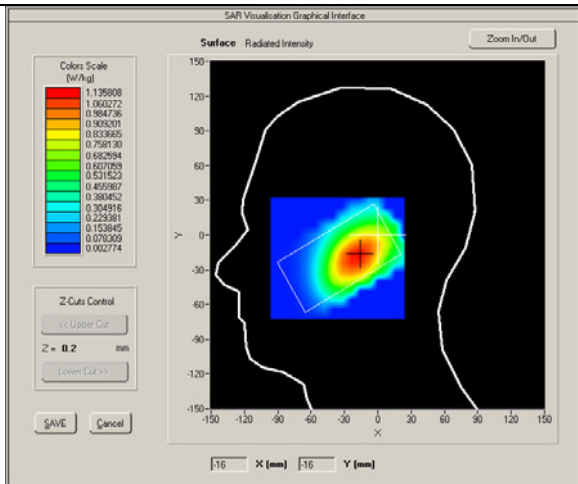 SAR Visualisation Graphical Interface
Surface Radiated Intensity
Zoom In/Out
Colors Scale
(W/kg)
1.135808
1.060272
0.984736
0.909201
0.833665
0.758130
0.682594
0.607059
0.531523
0.455987
0.380452
0.304916
0.229381
0.153845
0.078309
0.002774
Z-Cuts Control
<< Upper Cut
Z = 0.2 mm
Lower Cut >>
SAVE Cancel
150
120
90
60
30
0
-30
-60
-90
-120
-150
Y
-150 -120 -90 -60 -30 0 30 60 90 120 150
X
-16 X (mm) -16 Y (mm)